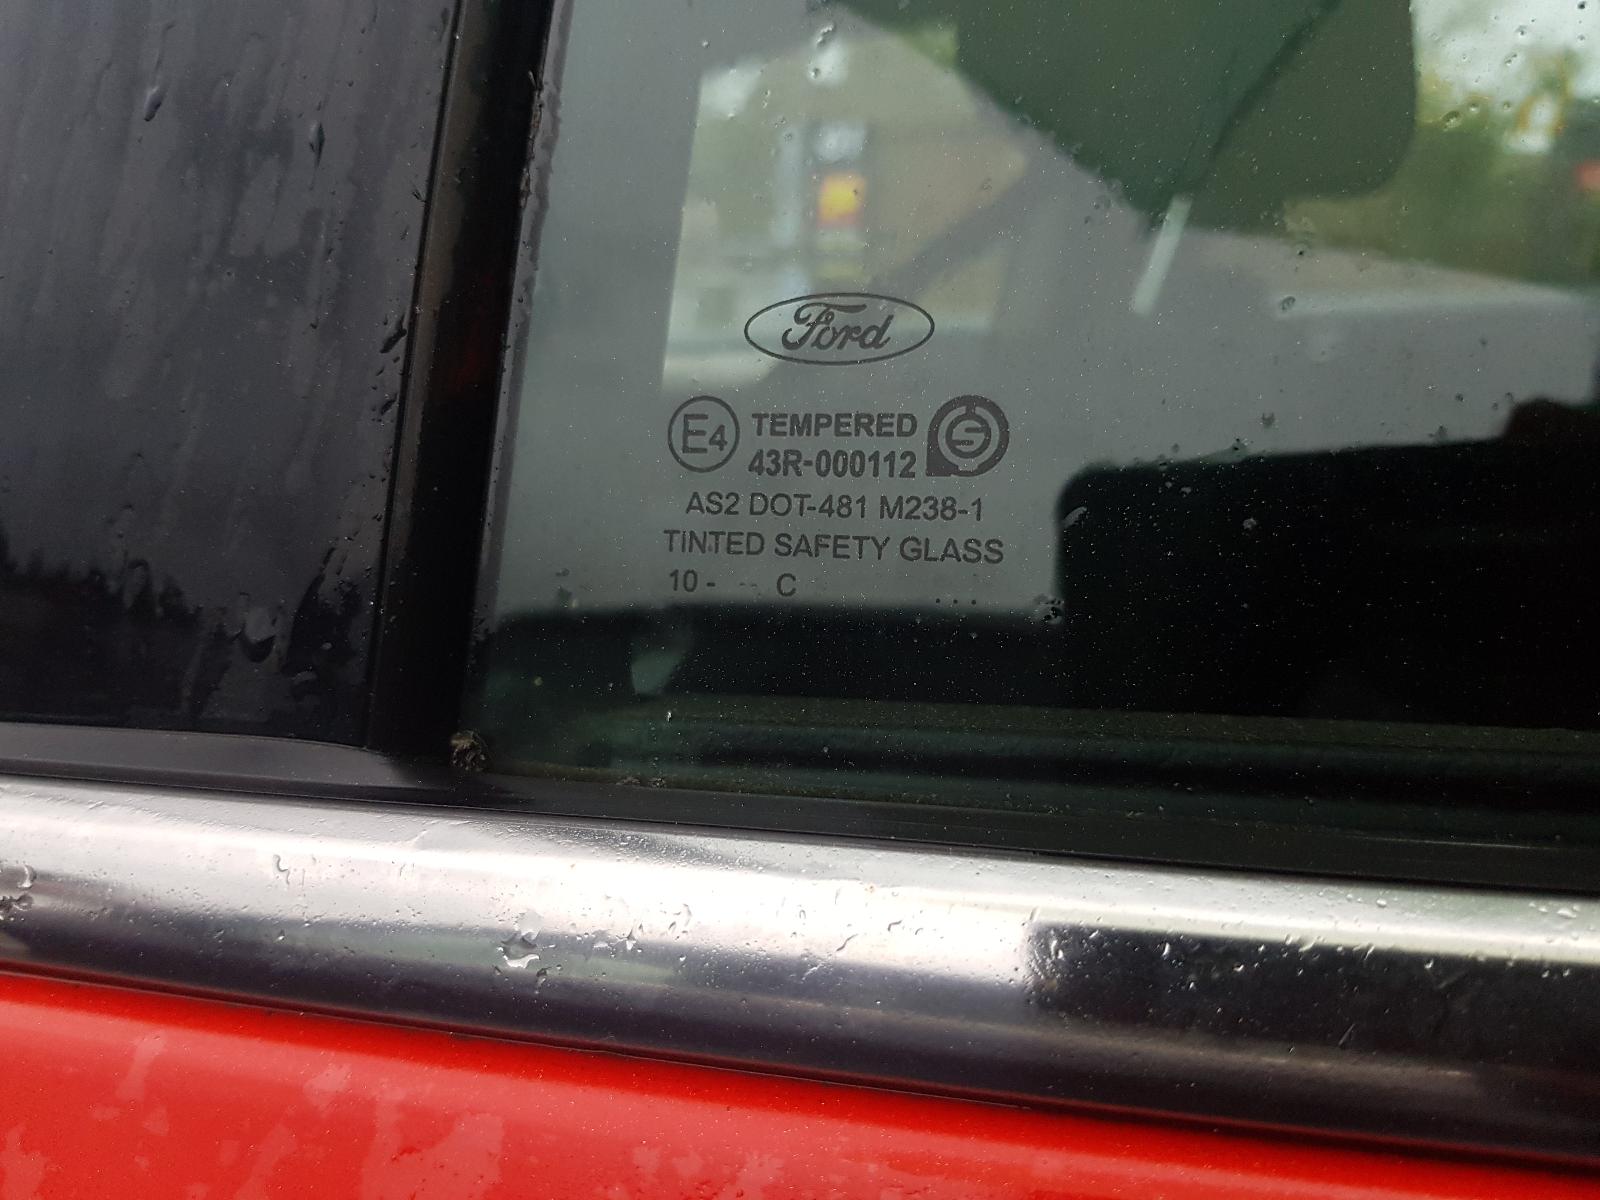 Ford
E4 TEMPERED
43R-000112
AS2 DOT-481 M238-1
TINTED SAFETY GLASS
10 - -- C ...